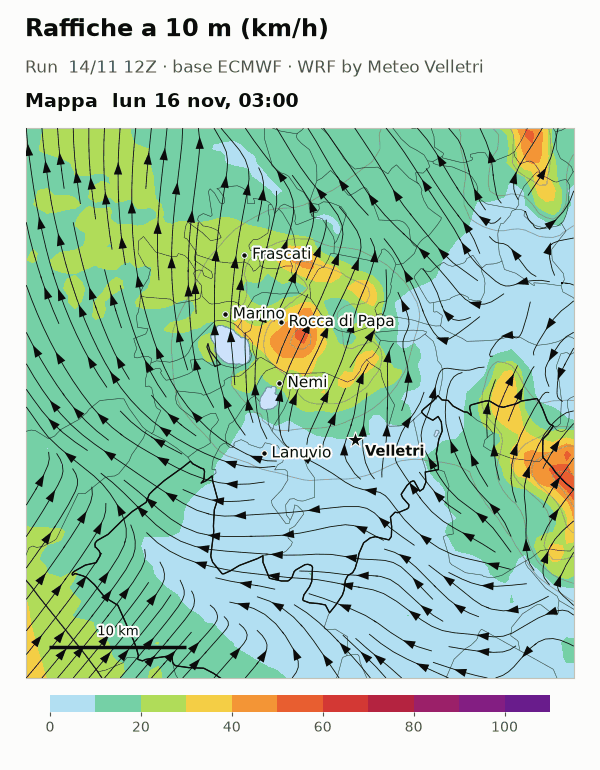 Raffiche a 10 m (km/h)
Run  14/11 12Z · base ECMWF · WRF by Meteo Velletri
Mappa  lun 16 nov, 03:00
Frascati
Marino
Rocca di Papa
Nemi
Velletri
Lanuvio
10 km
0 20 40 60 80 100